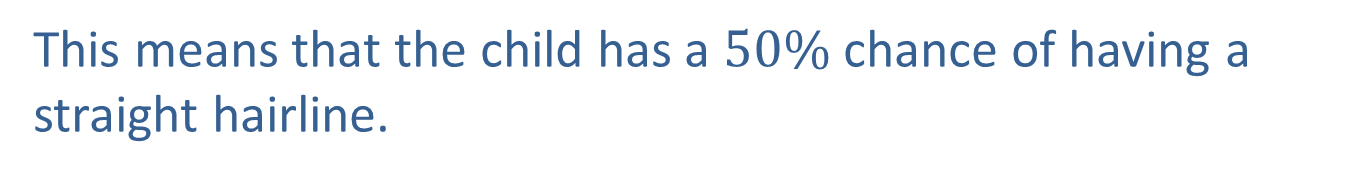 This means that the child has a 50% chance of having a
straight hairline.